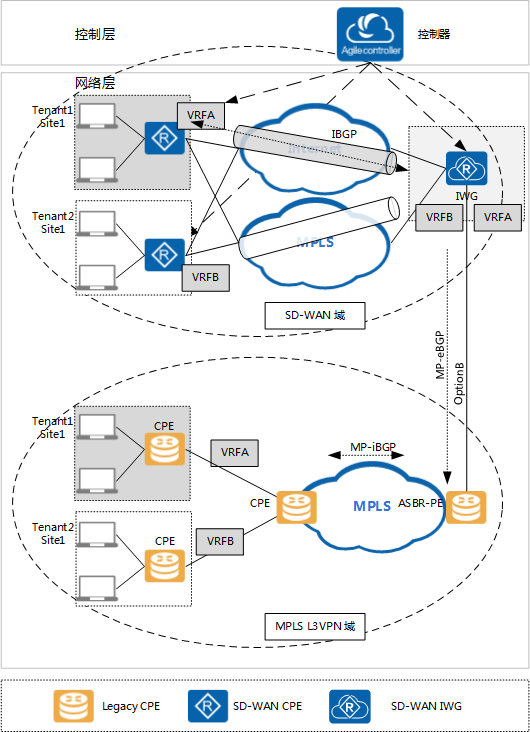 控制层
Agilecontroller
控制器
网络层
Tenant1
Site1
VRFA
IBGP
Internet
IWG
VRFB
VRFA
Tenant2
Site1
VRFB
MPLS
SD-WAN 域
MP-eBGP
OptionB
Tenant1
Site1
CPE
VRFA
MP-iBGP
CPE
MPLS
ASBR-PE
Tenant2
Site1
CPE
VRFB
MPLS L3VPN 域
Legacy CPE
SD-WAN CPE
SD-WAN IWG